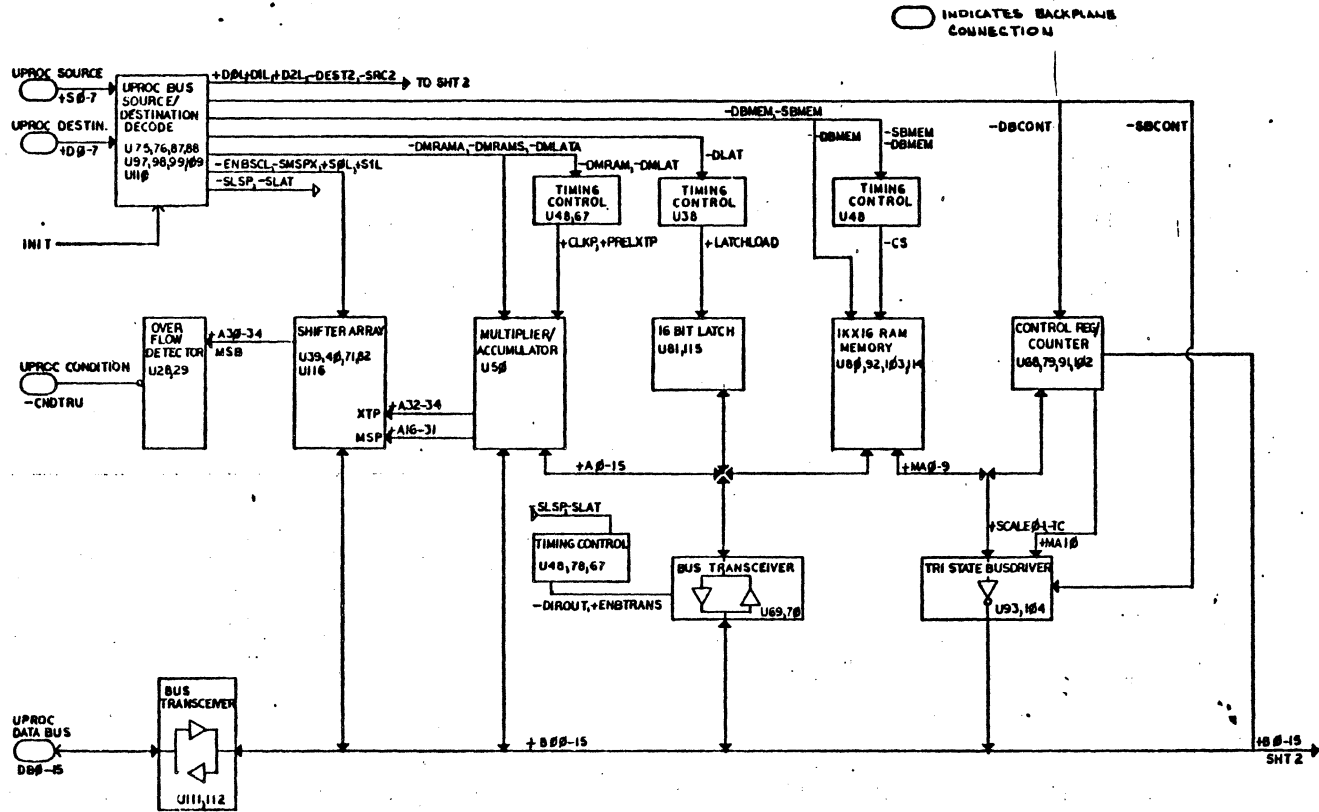 INDICATES BACKPLANE
CONNECTION
UPROC SOURCE
+SØ-7
UPROC DESTIN.
+DØ-7
INIT
UPROC BUS
SOURCE/
DESTINATION
DECODE
U75,76,87,88
U97,98,99,1Ø9
U11Ø
+DØL,+D1L,+D2L,-DEST2,-SRC2
TO SHT 2
-DBMEM,-SBMEM
-DMRAMA,-DMRAMS,-DMLATA
-ENBSCL,-SMSPX,+SØL,+S1L
-SLSP,-SLAT
-DMRAM,-DMLAT
-DLAT
-DBMEM
-SBMEM
-DBMEM
-DBCONT
-SBCONT
TIMING
CONTROL
U48,67
TIMING
CONTROL
U38
TIMING
CONTROL
U48
+CLKP,+PRELXTP
+LATCHLOAD
-CS
OVER
FLOW
DETECTOR
U28,29
+A3Ø-34
MSB
SHIFTER ARRAY
U39,4Ø,71,82
U116
XTP
MSP
+A32-34
+A16-31
MULTIPLIER/
ACCUMULATOR
U5Ø
16 BIT LATCH
U81,115
1KX16 RAM
MEMORY
U8Ø,92,1Ø3,114
CONTROL REG/
COUNTER
U68,79,91,1Ø2
UPROC CONDITION
-CNDTRU
+AØ-15
+MAØ-9
-SLSP,-SLAT
TIMING CONTROL
U48,78,67
-DIROUT,+ENBTRANS
BUS TRANSCEIVER
U69,7Ø
+SCALEØ-1-TC
+MA1Ø
TRI STATE BUSDRIVER
U93,1Ø4
BUS
TRANSCEIVER
U111,112
UPROC
DATA BUS
DBØ-15
+BØØ-15
+BØ-15
SHT 2